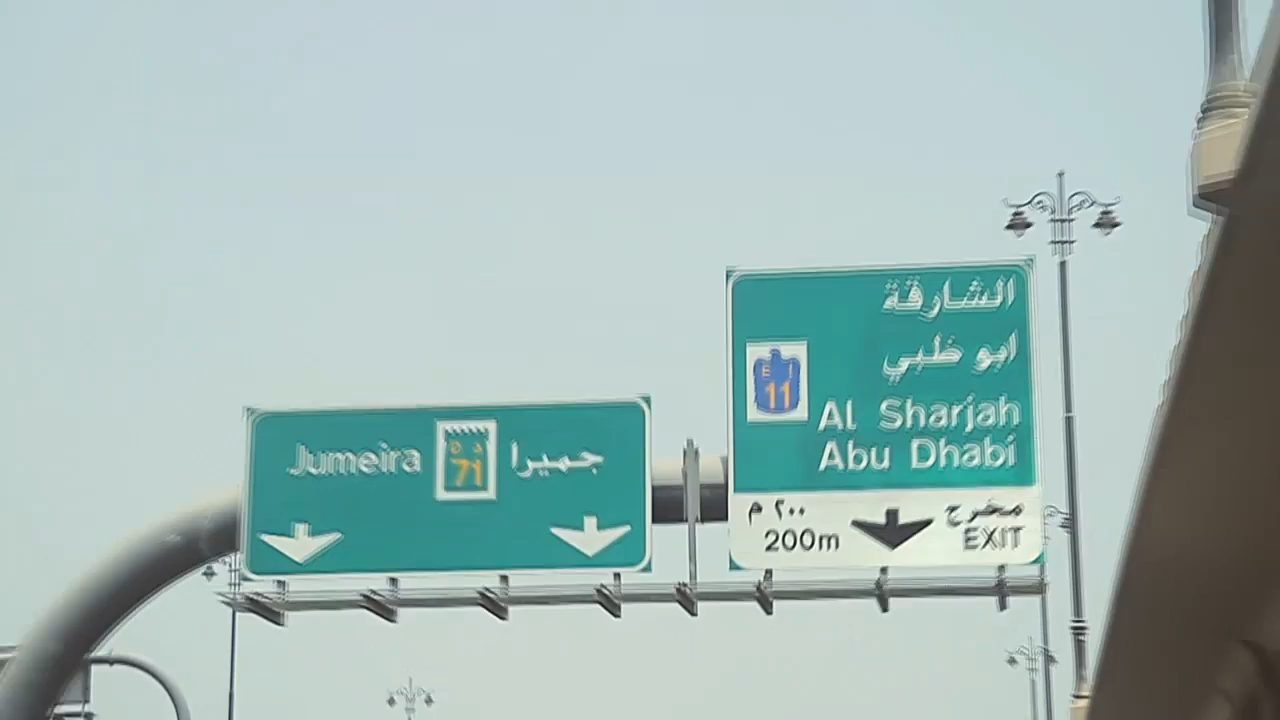 Jumeira
د D
71
جميرا
الشارقة
ابو ظبي
E
11
Al Sharjah
Abu Dhabi
٢٠٠ م
200m
مخرج
EXIT